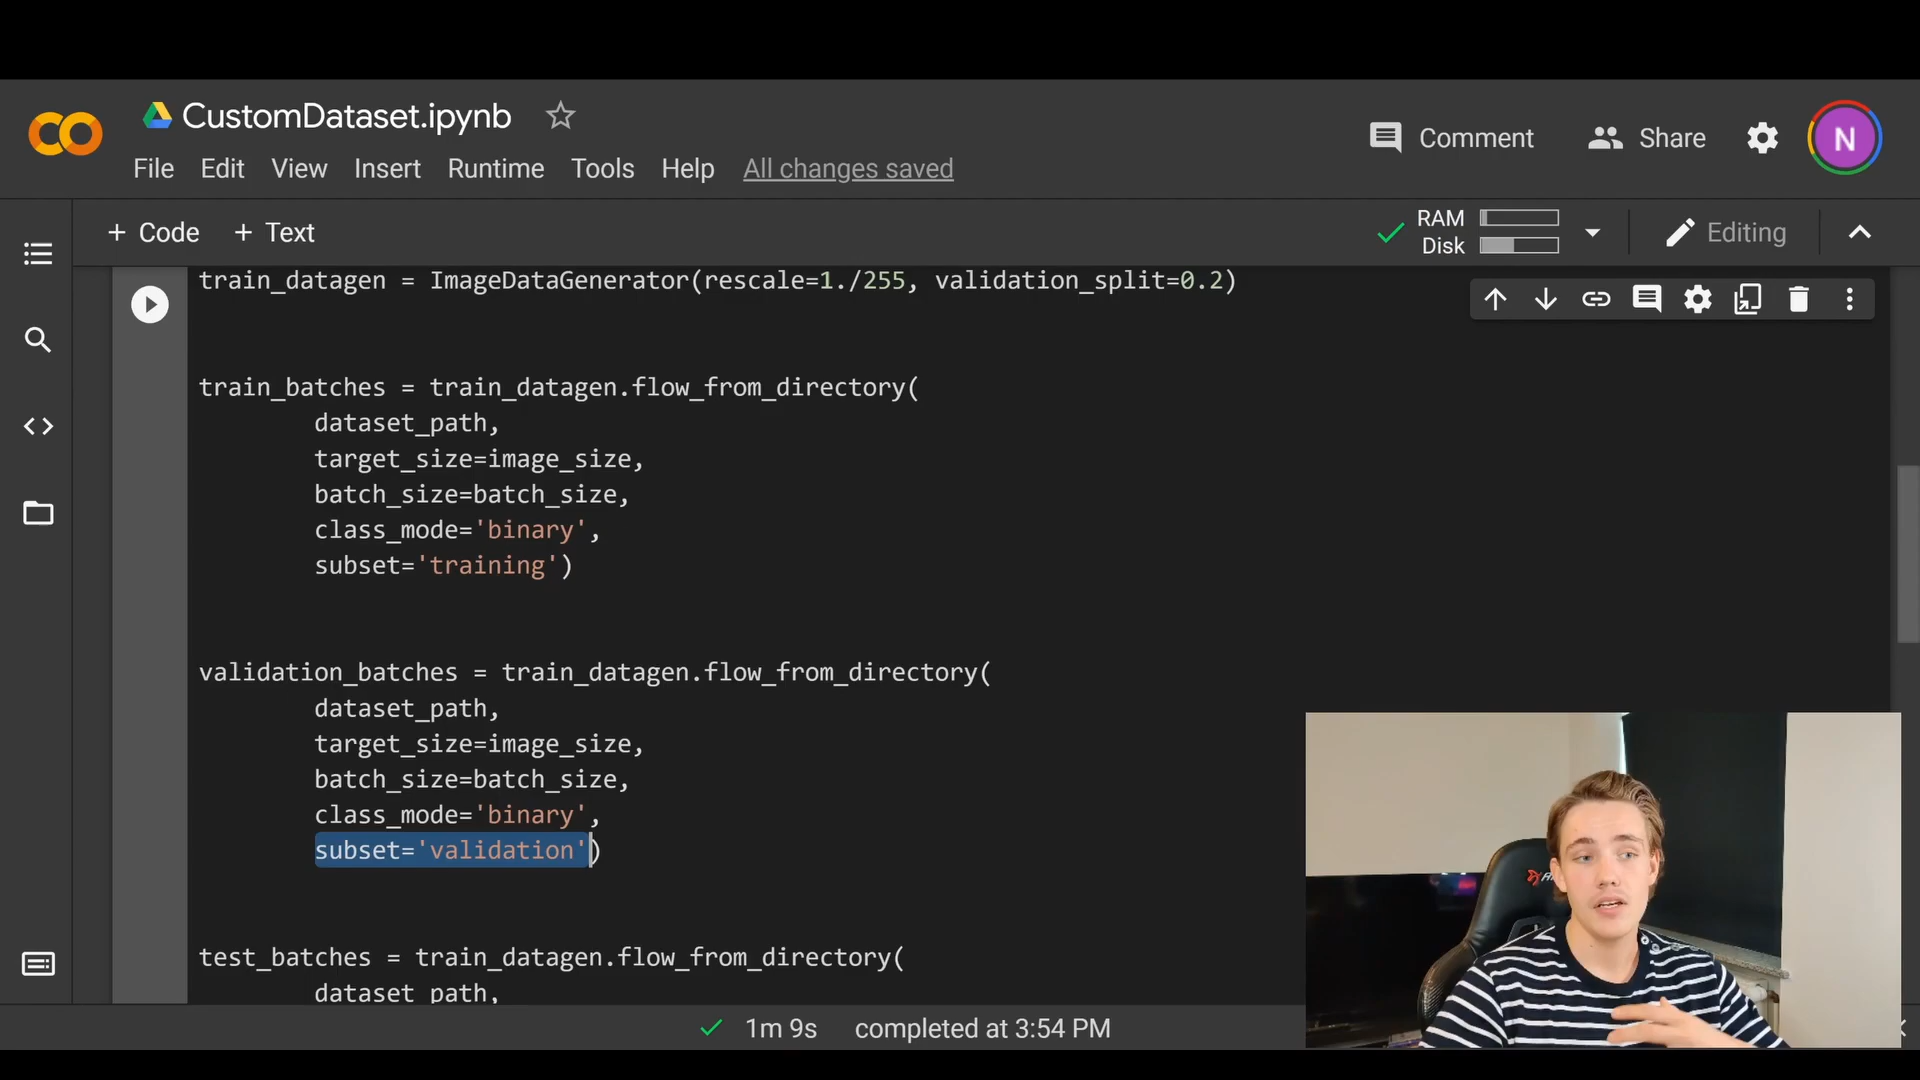 CustomDataset.ipynb
File Edit View Insert Runtime Tools Help All changes saved
Comment Share N
+ Code + Text
RAM
Disk
Editing
train_datagen = ImageDataGenerator(rescale=1./255, validation_split=0.2)
train_batches = train_datagen.flow_from_directory(
dataset_path,
target_size=image_size,
batch_size=batch_size,
class_mode='binary',
subset='training')
validation_batches = train_datagen.flow_from_directory(
dataset_path,
target_size=image_size,
batch_size=batch_size,
class_mode='binary',
subset='validation')
test_batches = train_datagen.flow_from_directory(
dataset_path,
1m 9s completed at 3:54 PM